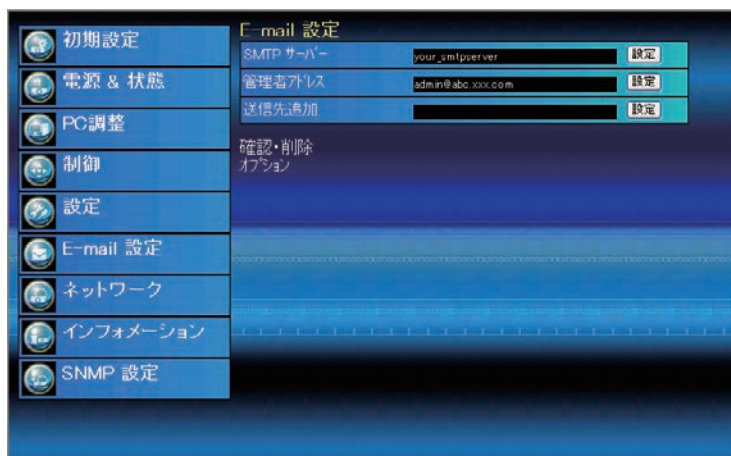 初期設定
電源 & 状態
PC調整
制御
設定
E-mail 設定
ネットワーク
インフォメーション
SNMP 設定
E-mail 設定
SMTP サーバー your_smtpserver 設定
管理者アドレス admin@abc.xxx.com 設定
送信先追加 設定
確認・削除
オプション